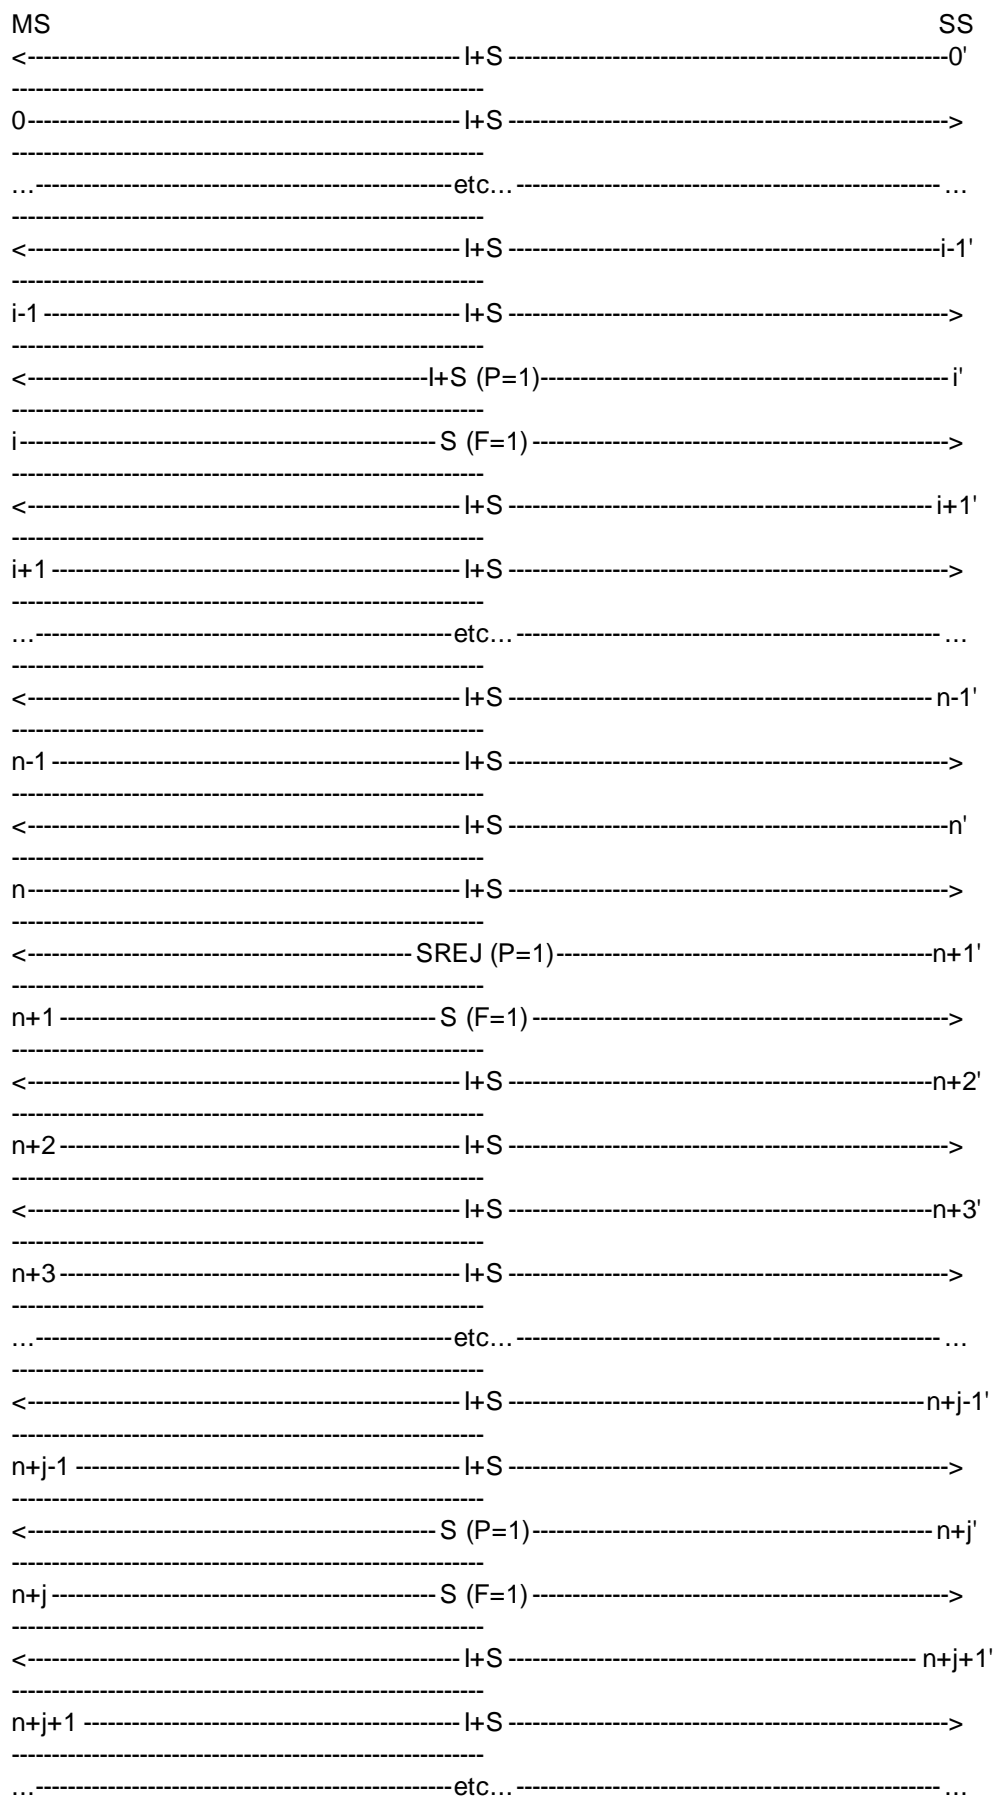 MS SS
<------------------------------------------------------ I+S -------------------------------------------------------0'
-----------------------------------------------------------
0------------------------------------------------------ I+S ------------------------------------------------------->
-----------------------------------------------------------
…----------------------------------------------------etc…----------------------------------------------------- …
-----------------------------------------------------------
<------------------------------------------------------ I+S ------------------------------------------------------i-1'
-----------------------------------------------------------
i-1 ---------------------------------------------------- I+S ------------------------------------------------------->
-----------------------------------------------------------
<--------------------------------------------------I+S (P=1)--------------------------------------------------- i'
-----------------------------------------------------------
i---------------------------------------------------- S (F=1) ---------------------------------------------------->
-----------------------------------------------------------
<------------------------------------------------------ I+S ----------------------------------------------------- i+1'
-----------------------------------------------------------
i+1 --------------------------------------------------- I+S ------------------------------------------------------->
-----------------------------------------------------------
…----------------------------------------------------etc…----------------------------------------------------- …
-----------------------------------------------------------
<------------------------------------------------------ I+S ----------------------------------------------------- n-1'
-----------------------------------------------------------
n-1 --------------------------------------------------- I+S ------------------------------------------------------->
-----------------------------------------------------------
<------------------------------------------------------ I+S -------------------------------------------------------n'
-----------------------------------------------------------
n------------------------------------------------------ I+S ------------------------------------------------------->
-----------------------------------------------------------
<------------------------------------------------ SREJ (P=1)-----------------------------------------------n+1'
-----------------------------------------------------------
n+1 ----------------------------------------------- S (F=1) ---------------------------------------------------->
-----------------------------------------------------------
<------------------------------------------------------ I+S -----------------------------------------------------n+2'
-----------------------------------------------------------
n+2-------------------------------------------------- I+S ------------------------------------------------------->
-----------------------------------------------------------
<------------------------------------------------------ I+S -----------------------------------------------------n+3'
-----------------------------------------------------------
n+3-------------------------------------------------- I+S ------------------------------------------------------->
-----------------------------------------------------------
…----------------------------------------------------etc…----------------------------------------------------- …
-----------------------------------------------------------
<------------------------------------------------------ I+S ----------------------------------------------------n+j-1'
-----------------------------------------------------------
n+j-1 ------------------------------------------------ I+S ------------------------------------------------------->
-----------------------------------------------------------
<--------------------------------------------------- S (P=1)-------------------------------------------------- n+j'
-----------------------------------------------------------
n+j------------------------------------------------ S (F=1) ---------------------------------------------------->
-----------------------------------------------------------
<------------------------------------------------------ I+S --------------------------------------------------- n+j+1'
-----------------------------------------------------------
n+j+1 ----------------------------------------------- I+S ------------------------------------------------------->
-----------------------------------------------------------
…----------------------------------------------------etc…----------------------------------------------------- …